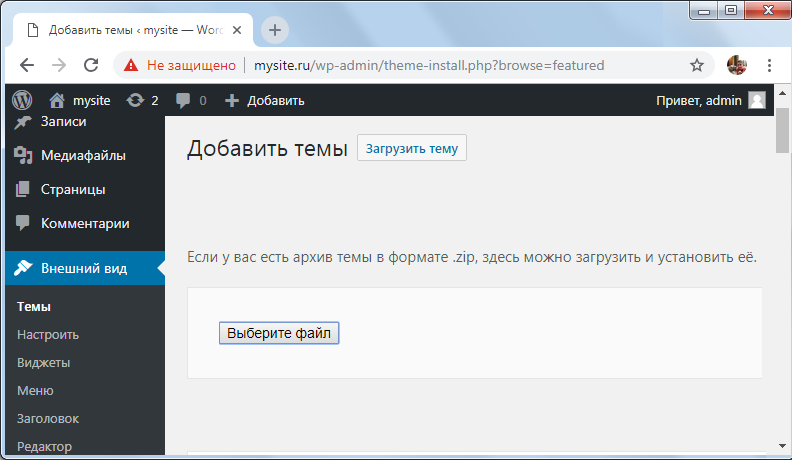 Добавить темы ‹ mysite — Word
Не защищено mysite.ru/wp-admin/theme-install.php?browse=featured
mysite 2 0 Добавить Привет, admin
Записи
Медиафайлы
Страницы
Комментарии
Внешний вид
Темы
Настроить
Виджеты
Меню
Заголовок
Редактор
Добавить темы Загрузить тему
Если у вас есть архив темы в формате .zip, здесь можно загрузить и установить её.
Выберите файл